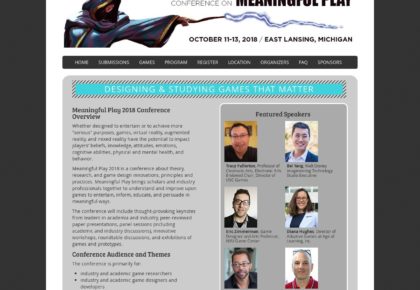 CONFERENCE ON MEANINGFUL PLAY
OCTOBER 11-13, 2018 / EAST LANSING, MICHIGAN
HOME SUBMISSIONS GAMES PROGRAM REGISTER LOCATION ORGANIZERS FAQ SPONSORS
DESIGNING & STUDYING GAMES THAT MATTER
Meaningful Play 2018 Conference
Overview
Whether designed to entertain or to achieve more
"serious" purposes, games, virtual reality, augmented
reality, and mixed reality have the potential to impact
players' beliefs, knowledge, attitudes, emotions,
cognitive abilities, physical and mental health, and
behavior.
Meaningful Play 2018 is a conference about theory,
research, and game design innovations, principles and
practices. Meaningful Play brings scholars and industry
professionals together to understand and improve upon
games to entertain, inform, educate, and persuade in
meaningful ways.
The conference will include thought-provoking keynotes
from leaders in academia and industry, peer-reviewed
paper presentations, panel sessions (including
academic and industry discussions), innovative
workshops, roundtable discussions, and exhibitions of
games and prototypes.
Conference Audience and Themes
The conference is primarily for:
industry and academic game researchers
industry and academic game designers and
developers
Featured Speakers
Tracy Fullerton, Professor of
Cinematic Arts, Electronic Arts
Endowed Chair, Director of
USC Games
Bei Yang, Walt Disney
Imagineering Technology
Studio Executive
Eric Zimmerman, Game
Designer and Arts Professor,
NYU Game Center
Diana Hughes, Director of
Adaptive Games at Age of
Learning, Inc.